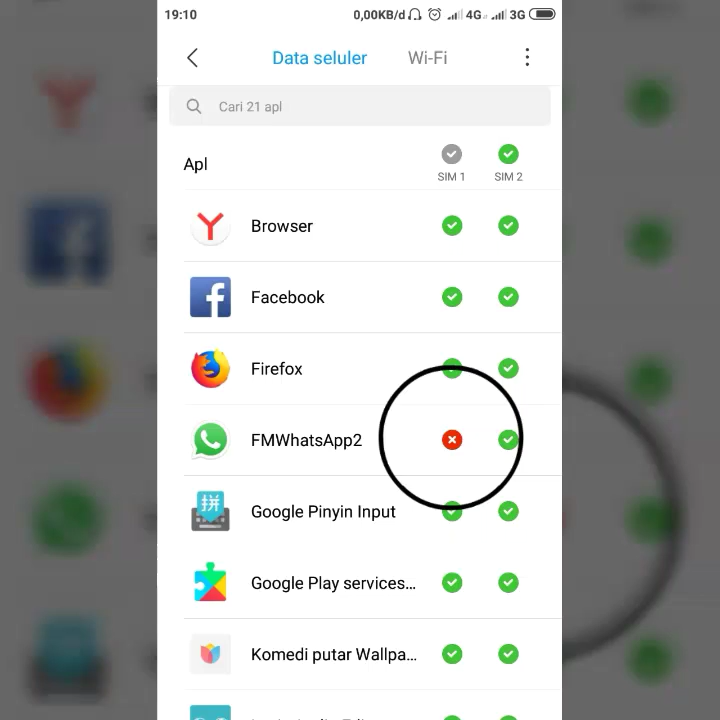 19:10 0,00KB/d 4G 3G
Data seluler Wi-Fi
Cari 21 apl
Apl
SIM 1 SIM 2
Browser
Facebook
Firefox
FMWhatsApp2
拼
Google Pinyin Input
Google Play services...
Komedi putar Wallpa...